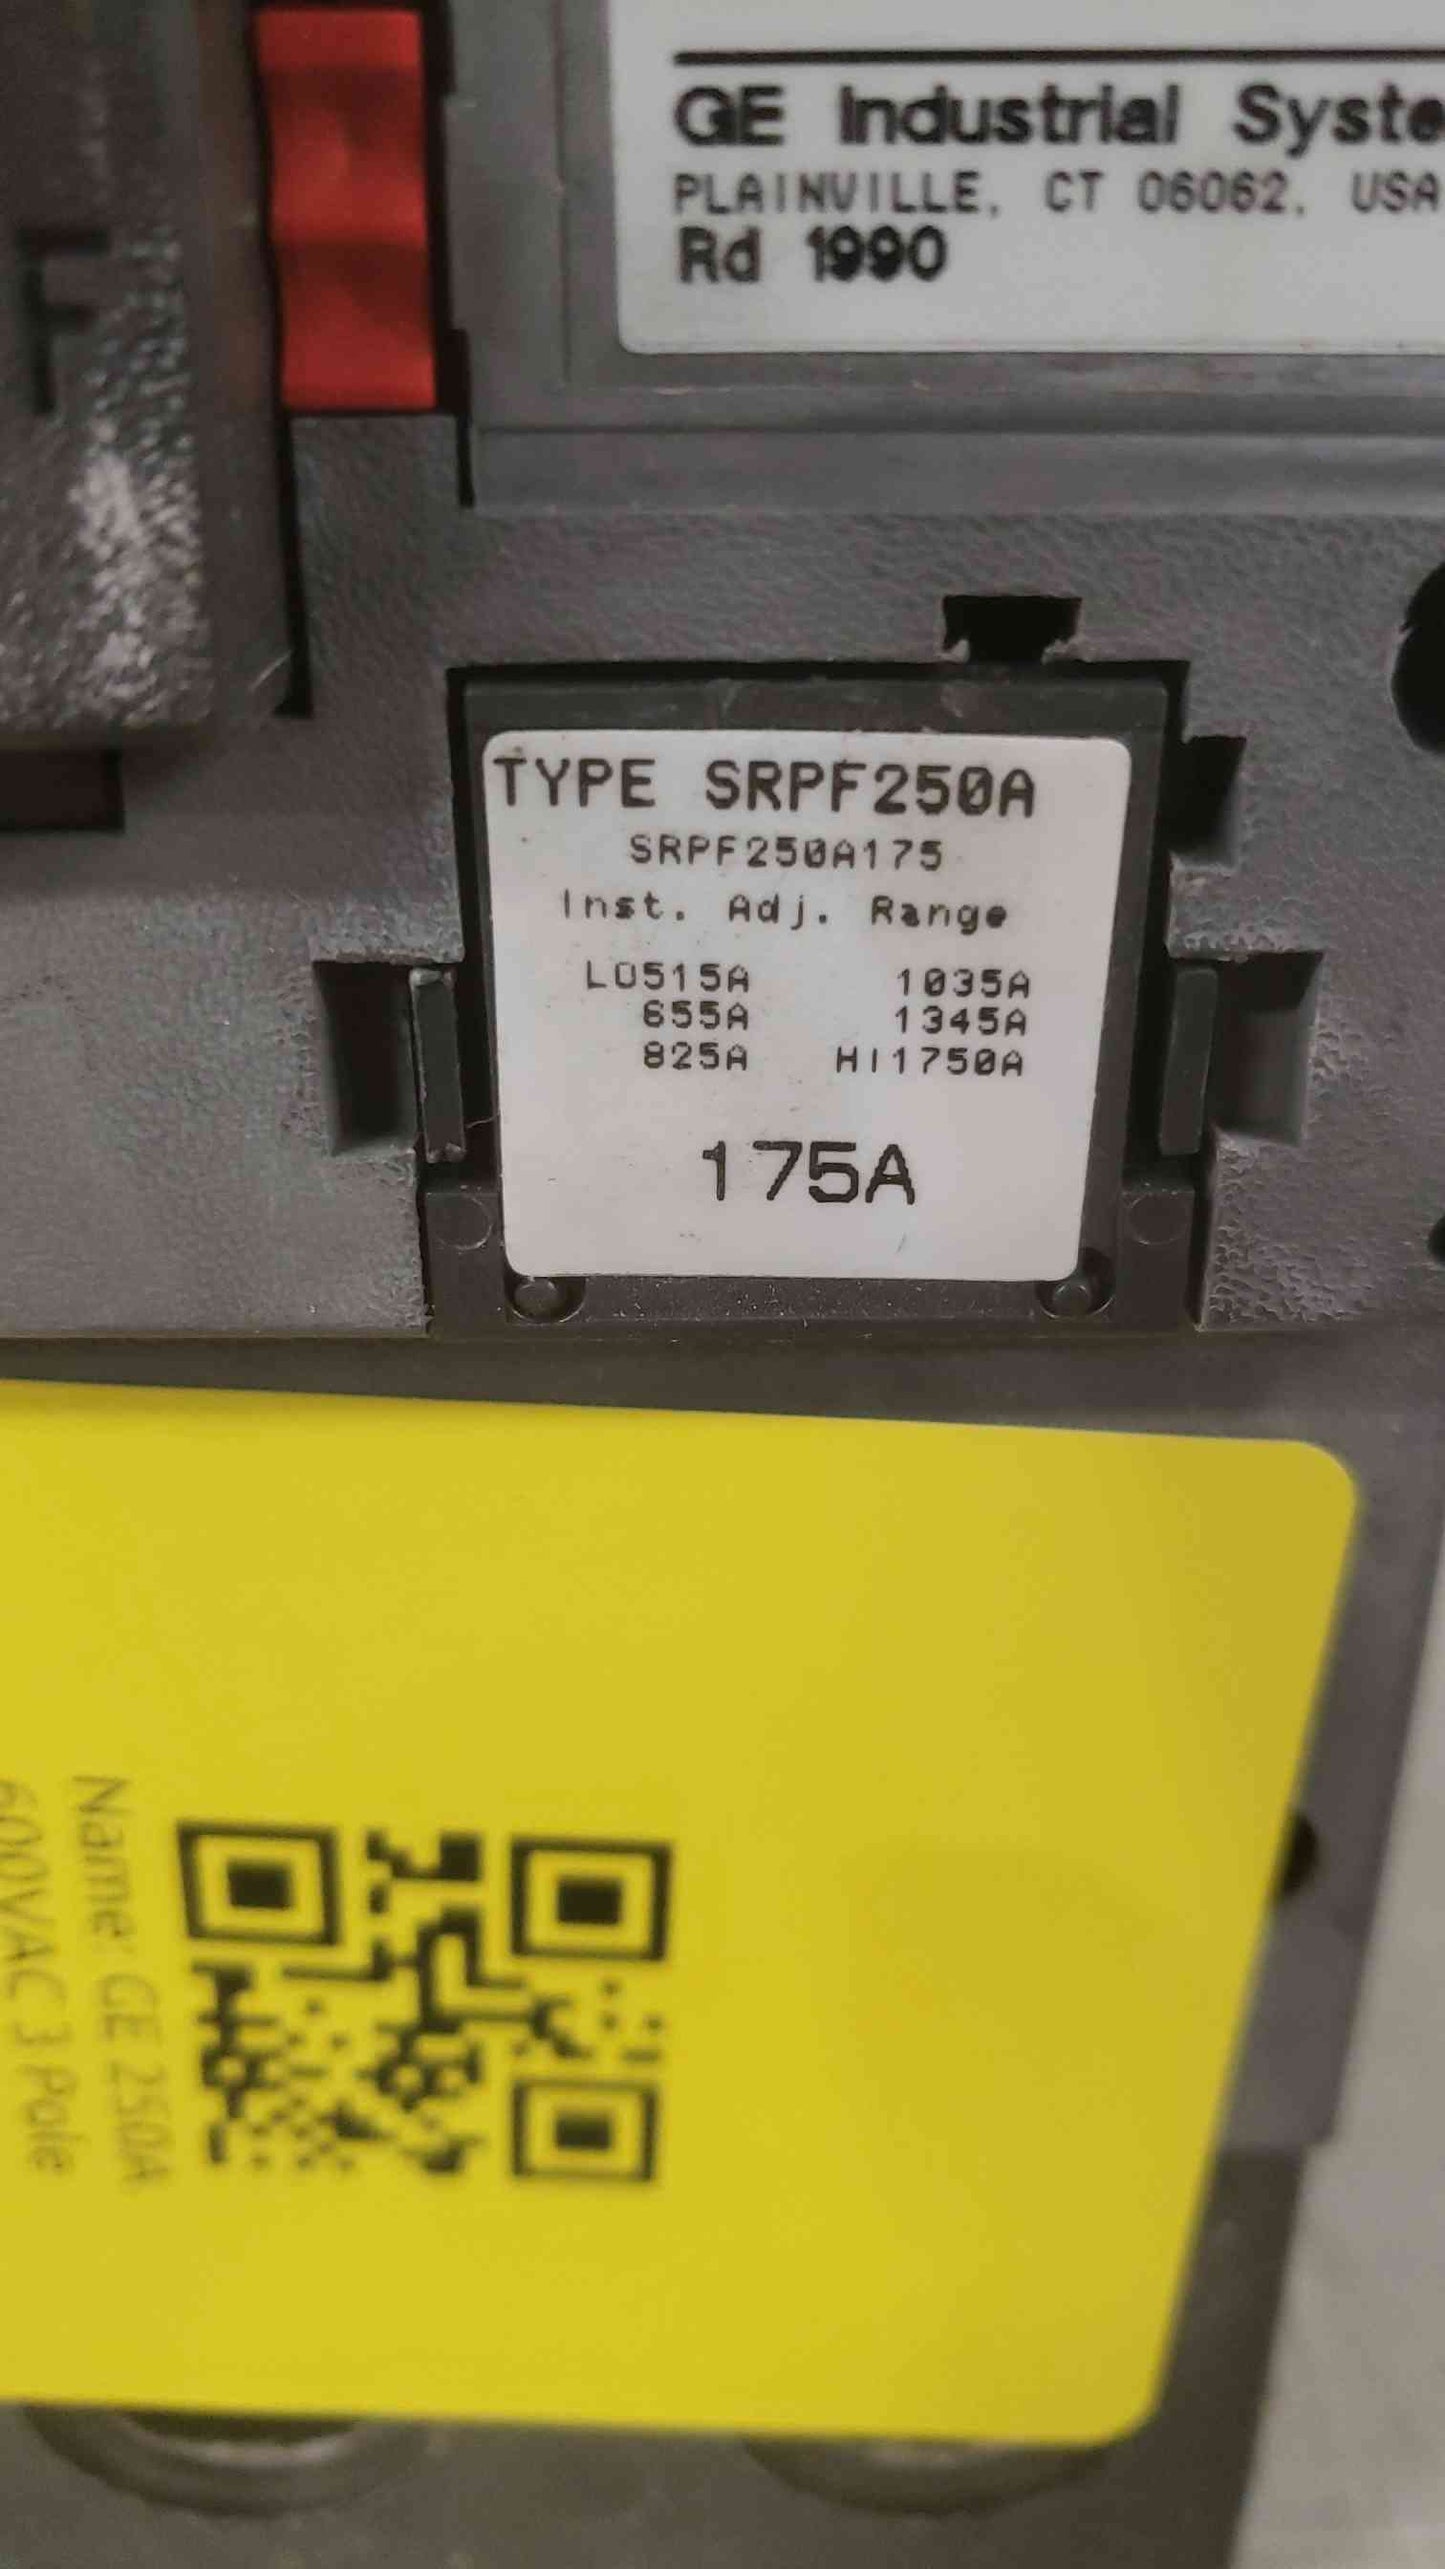 GE Industrial Syste
PLAINVILLE, CT 06062, USA
Rd 1990
F
TYPE SRPF250A
SRPF250A175
Inst. Adj. Range
LO515A 1035A
655A 1345A
825A HI1750A
175A
Name: GE 250A
600VAC 3 Pole